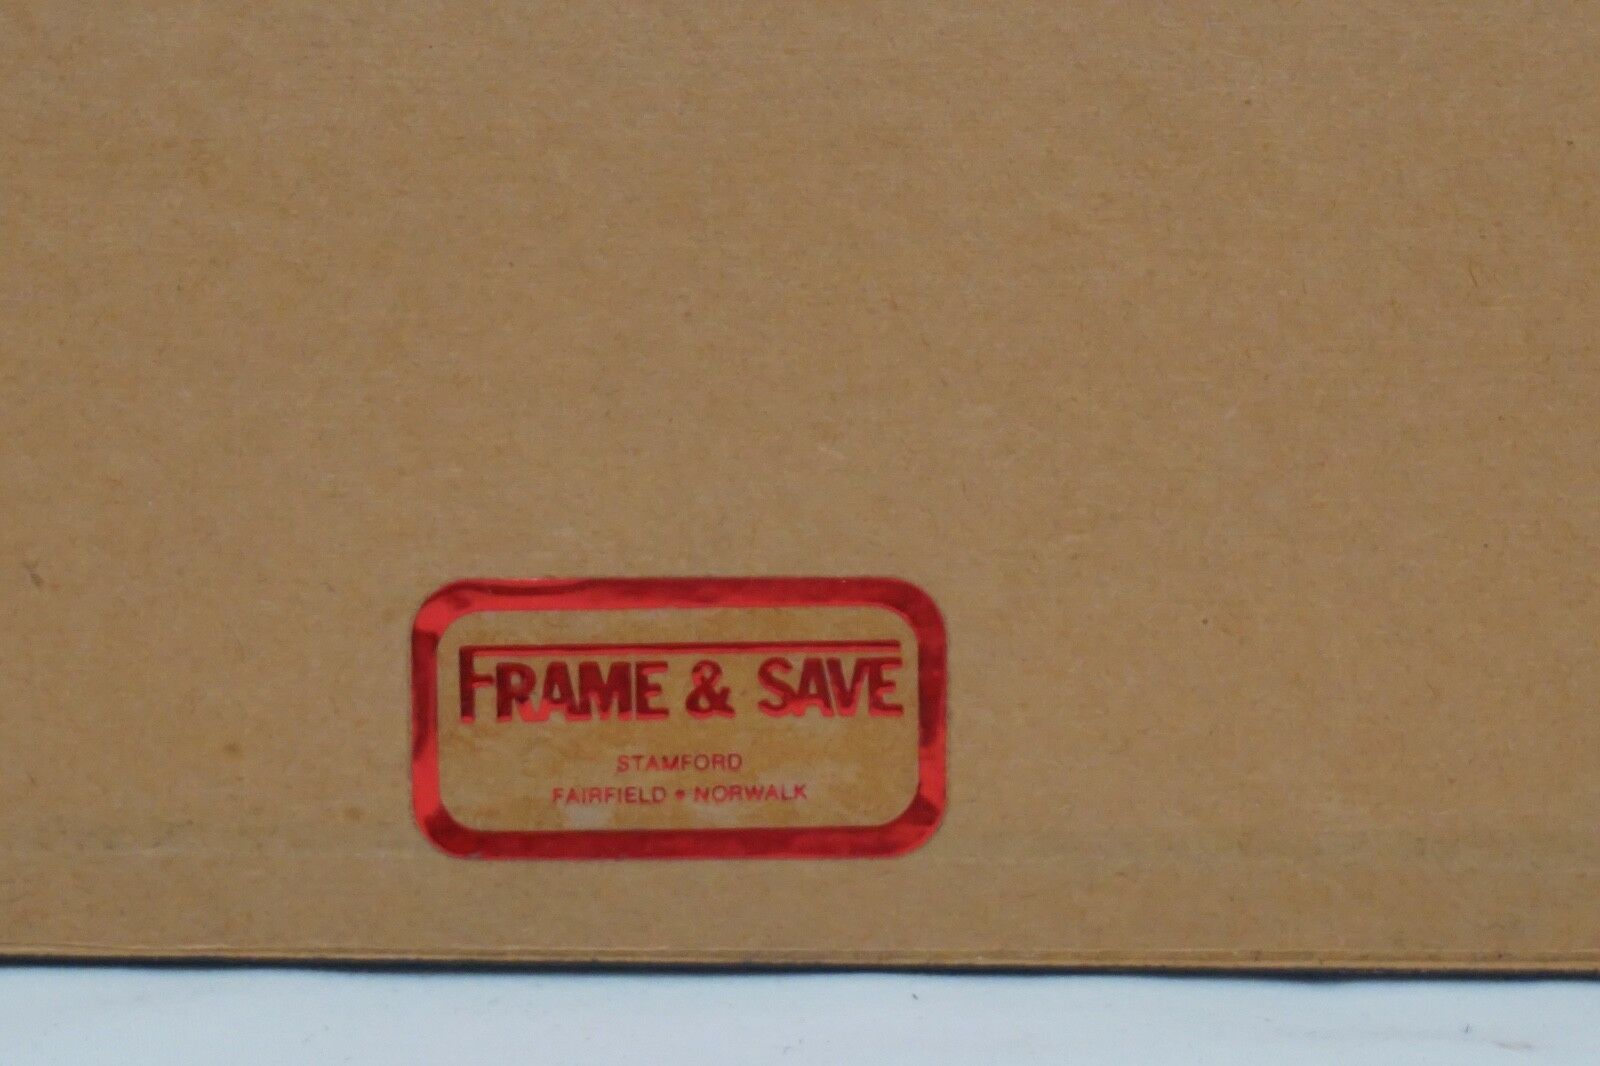 FRAME & SAVE
STAMFORD
FAIRFIELD • NORWALK